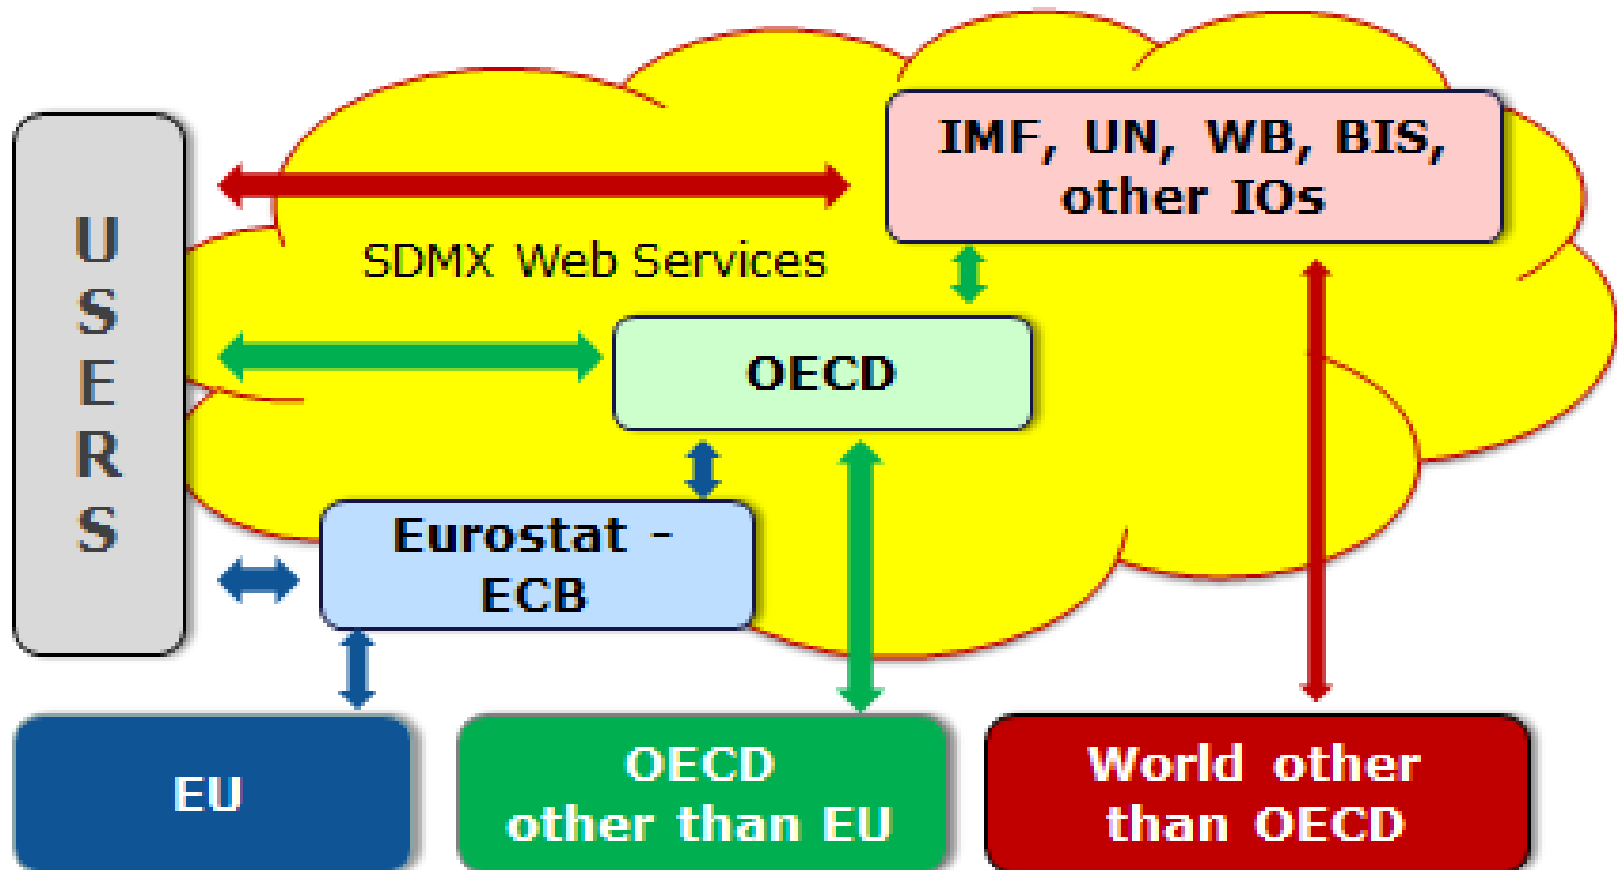 USERS
IMF, UN, WB, BIS,
other IOs
SDMX Web Services
OECD
Eurostat -
ECB
EU
OECD
other than EU
World other
than OECD